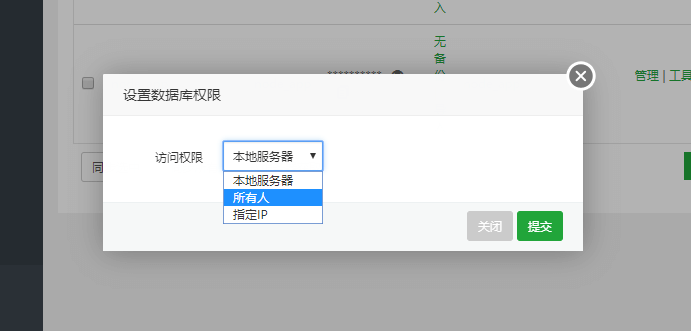 入
无
备
份
**********
管理 | 工具
设置数据库权限
访问权限
本地服务器
本地服务器
所有人
指定IP
同
关闭
提交